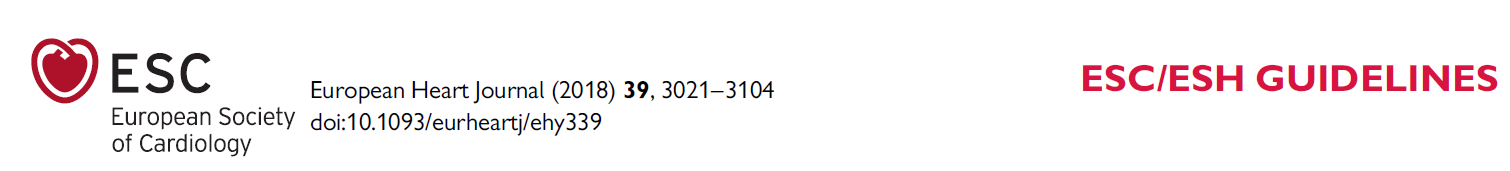 ESC
European Society
of Cardiology
European Heart Journal (2018) 39, 3021–3104
doi:10.1093/eurheartj/ehy339
ESC/ESH GUIDELINES